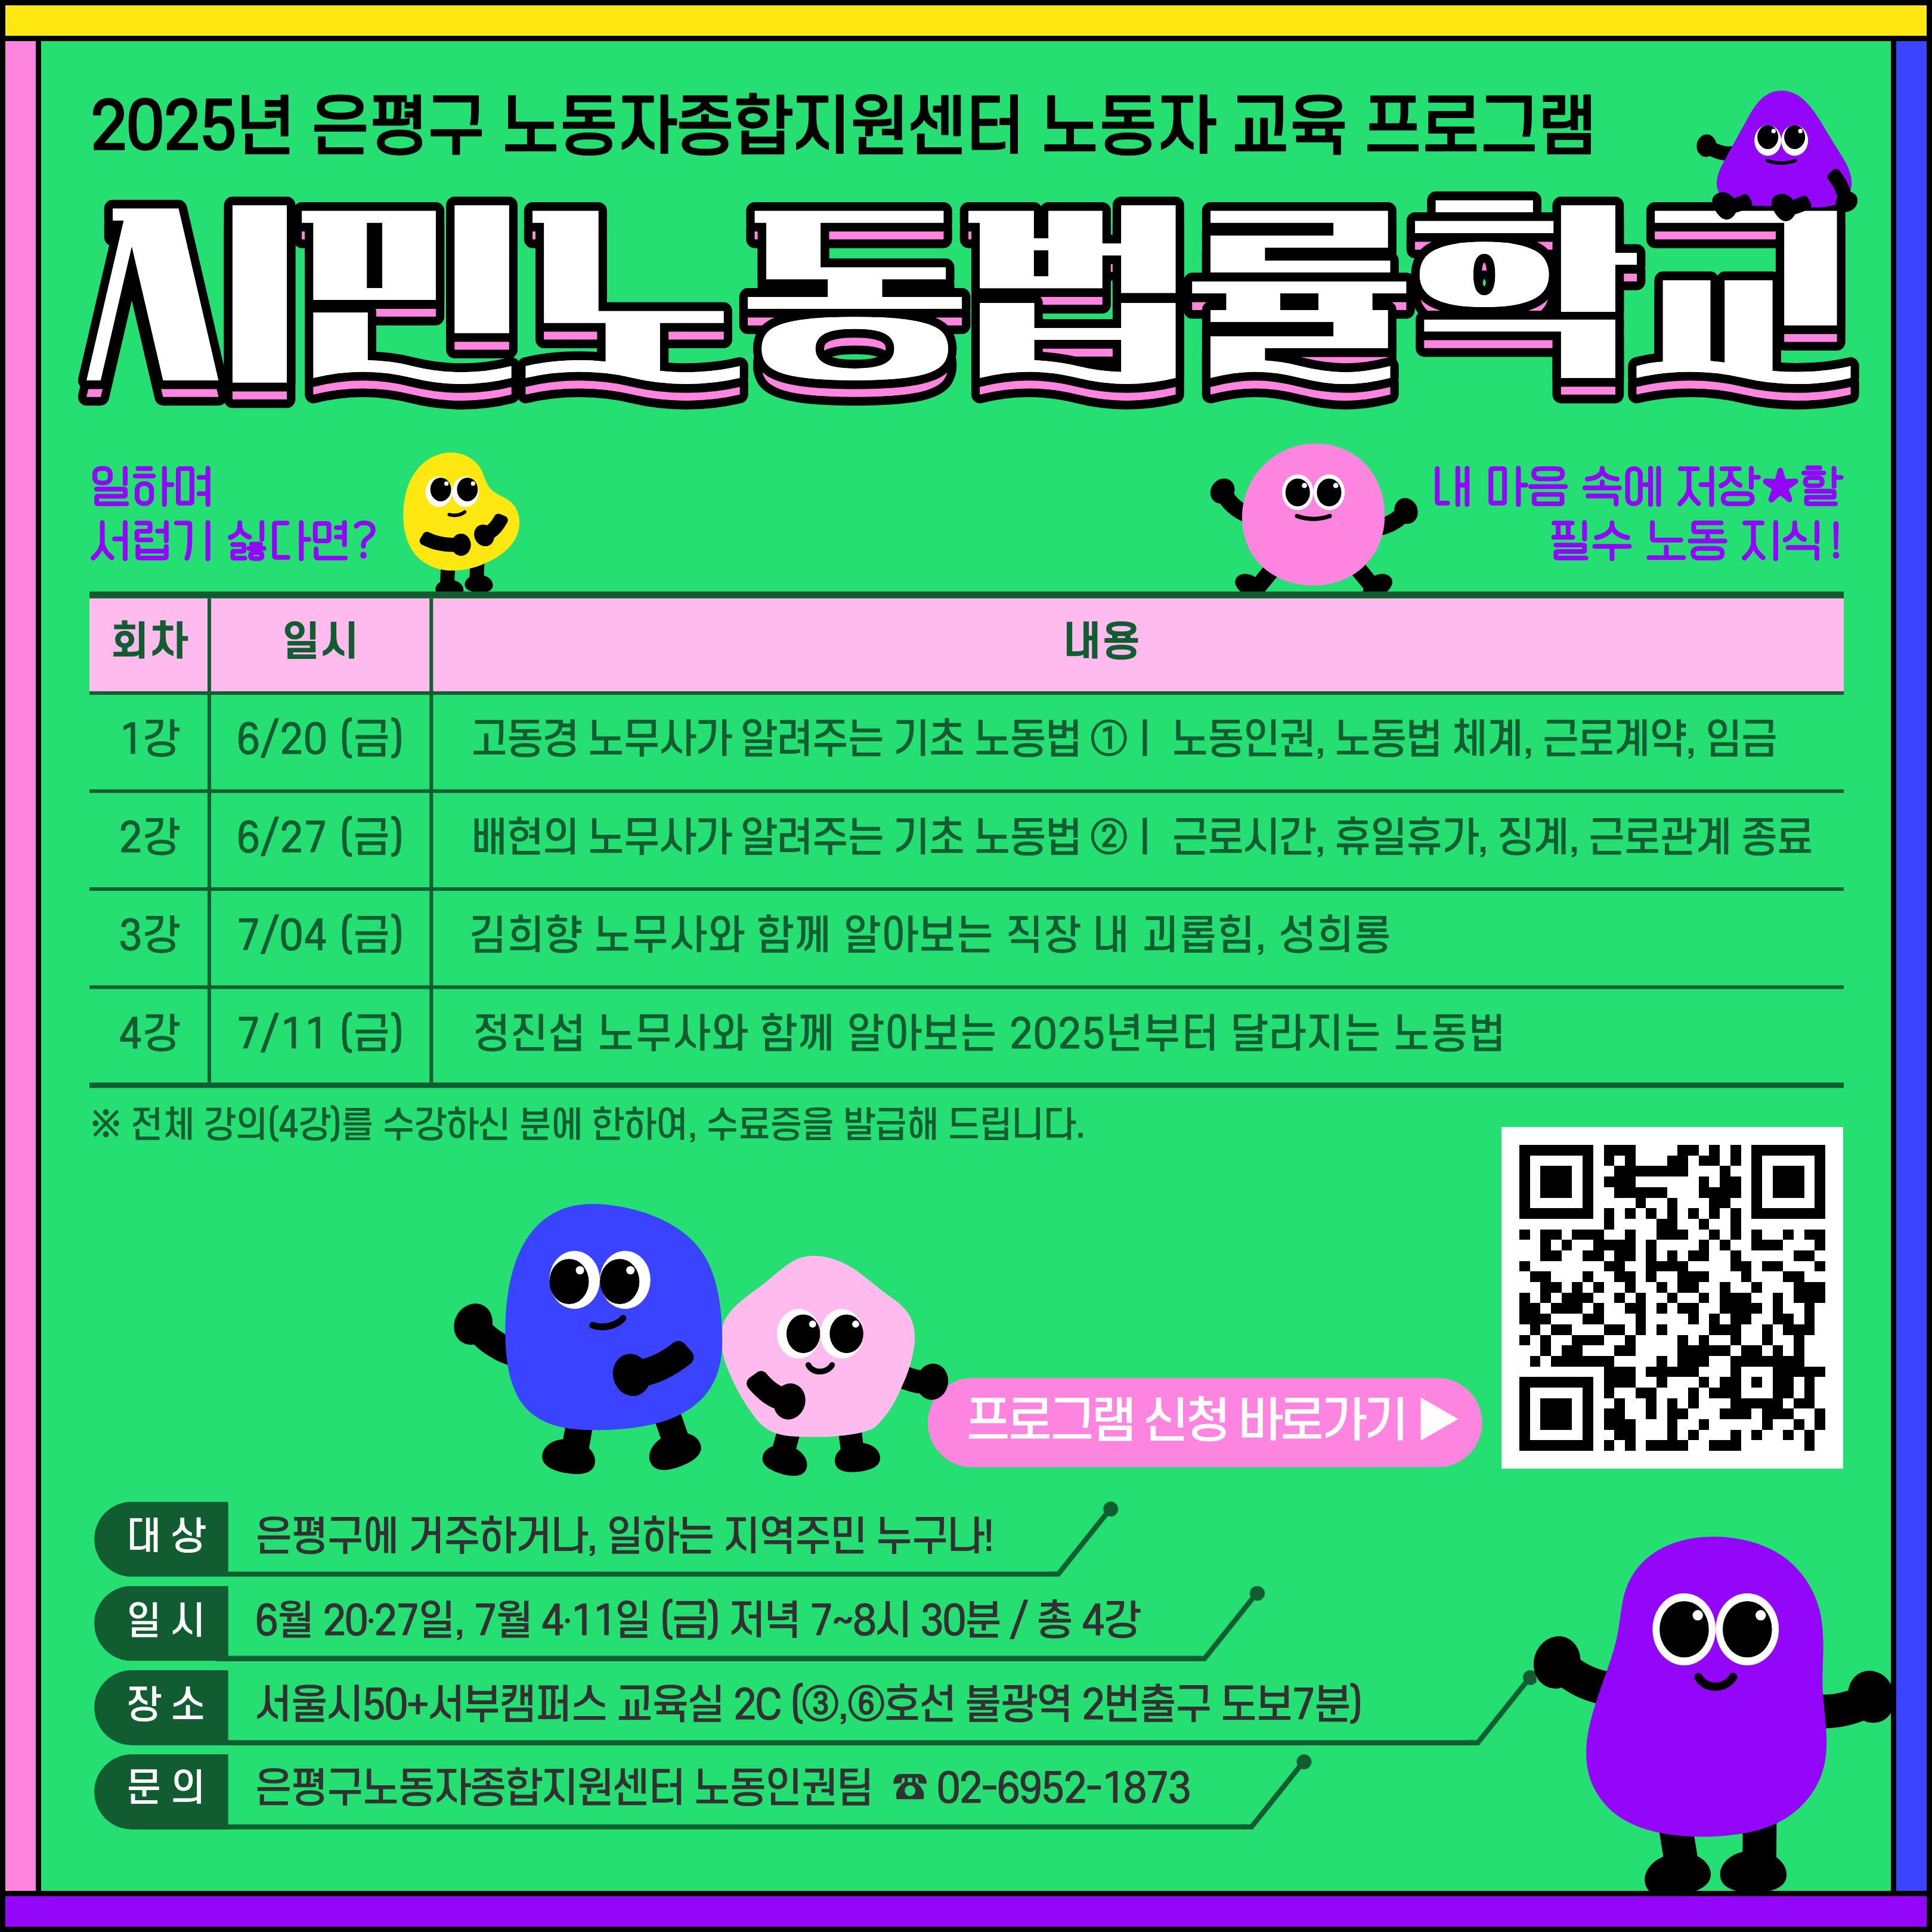 2025년 은평구 노동자종합지원센터 노동자 교육 프로그램
시민노동법률학교
일하며
서럽기 싫다면?
내 마음 속에 저장★할
필수 노동 지식!
회차 일시 내용
1강 6/20 (금) 고동경 노무사가 알려주는 기초 노동법 ①ㅣ 노동인권, 노동법 체계, 근로계약, 임금
2강 6/27 (금) 배현의 노무사가 알려주는 기초 노동법 ②ㅣ 근로시간, 휴일휴가, 징계, 근로관계 종료
3강 7/04 (금) 김희향 노무사와 함께 알아보는 직장 내 괴롭힘, 성희롱
4강 7/11 (금) 정진섭 노무사와 함께 알아보는 2025년부터 달라지는 노동법
※ 전체 강의(4강)를 수강하신 분에 한하여, 수료증을 발급해 드립니다.
프로그램 신청 바로가기 ▶
대 상 은평구에 거주하거나, 일하는 지역주민 누구나!
일 시 6월 20·27일, 7월 4·11일 (금) 저녁 7~8시 30분 / 총 4강
장 소 서울시50+서부캠퍼스 교육실 2C (③,⑥호선 불광역 2번출구 도보7분)
문 의 은평구노동자종합지원센터 노동인권팀 ☎ 02-6952-1873